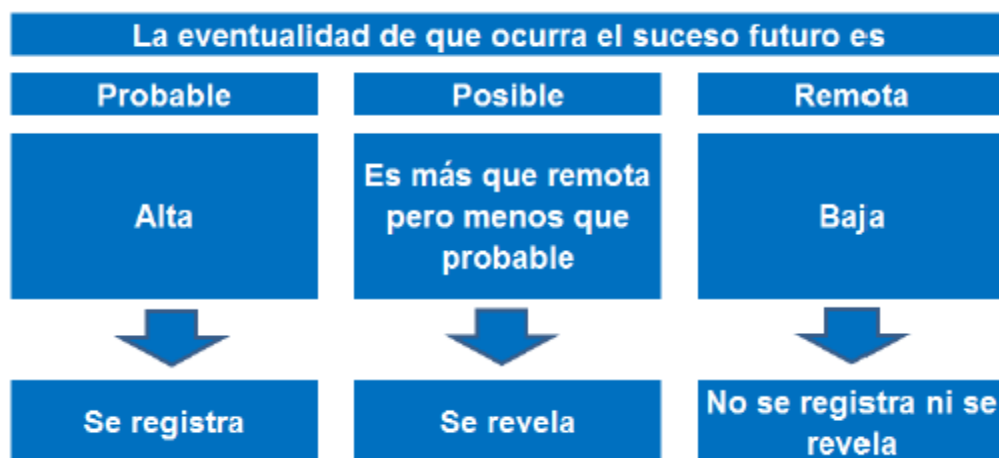 La eventualidad de que ocurra el suceso futuro es
Probable
Posible
Remota
Alta
Es más que remota
pero menos que
probable
Baja
Se registra
Se revela
No se registra ni se
revela